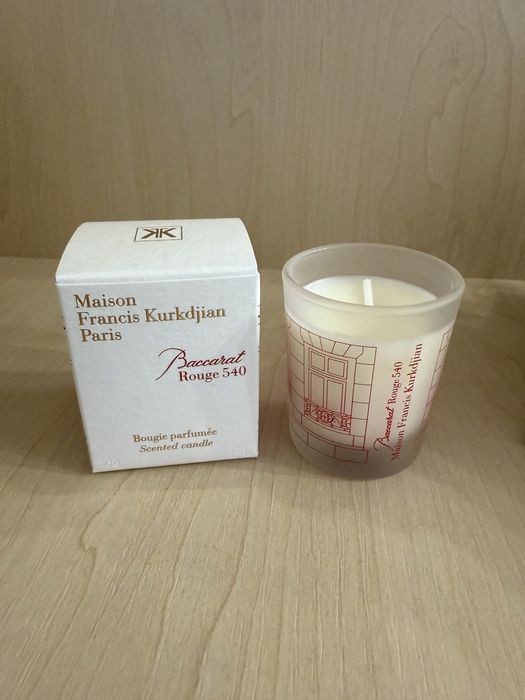 Maison
Francis Kurkdjian
Paris
Baccarat
Rouge 540
Bougie parfumée
Scented candle
Baccarat Rouge 540
Maison Francis Kurkdjian